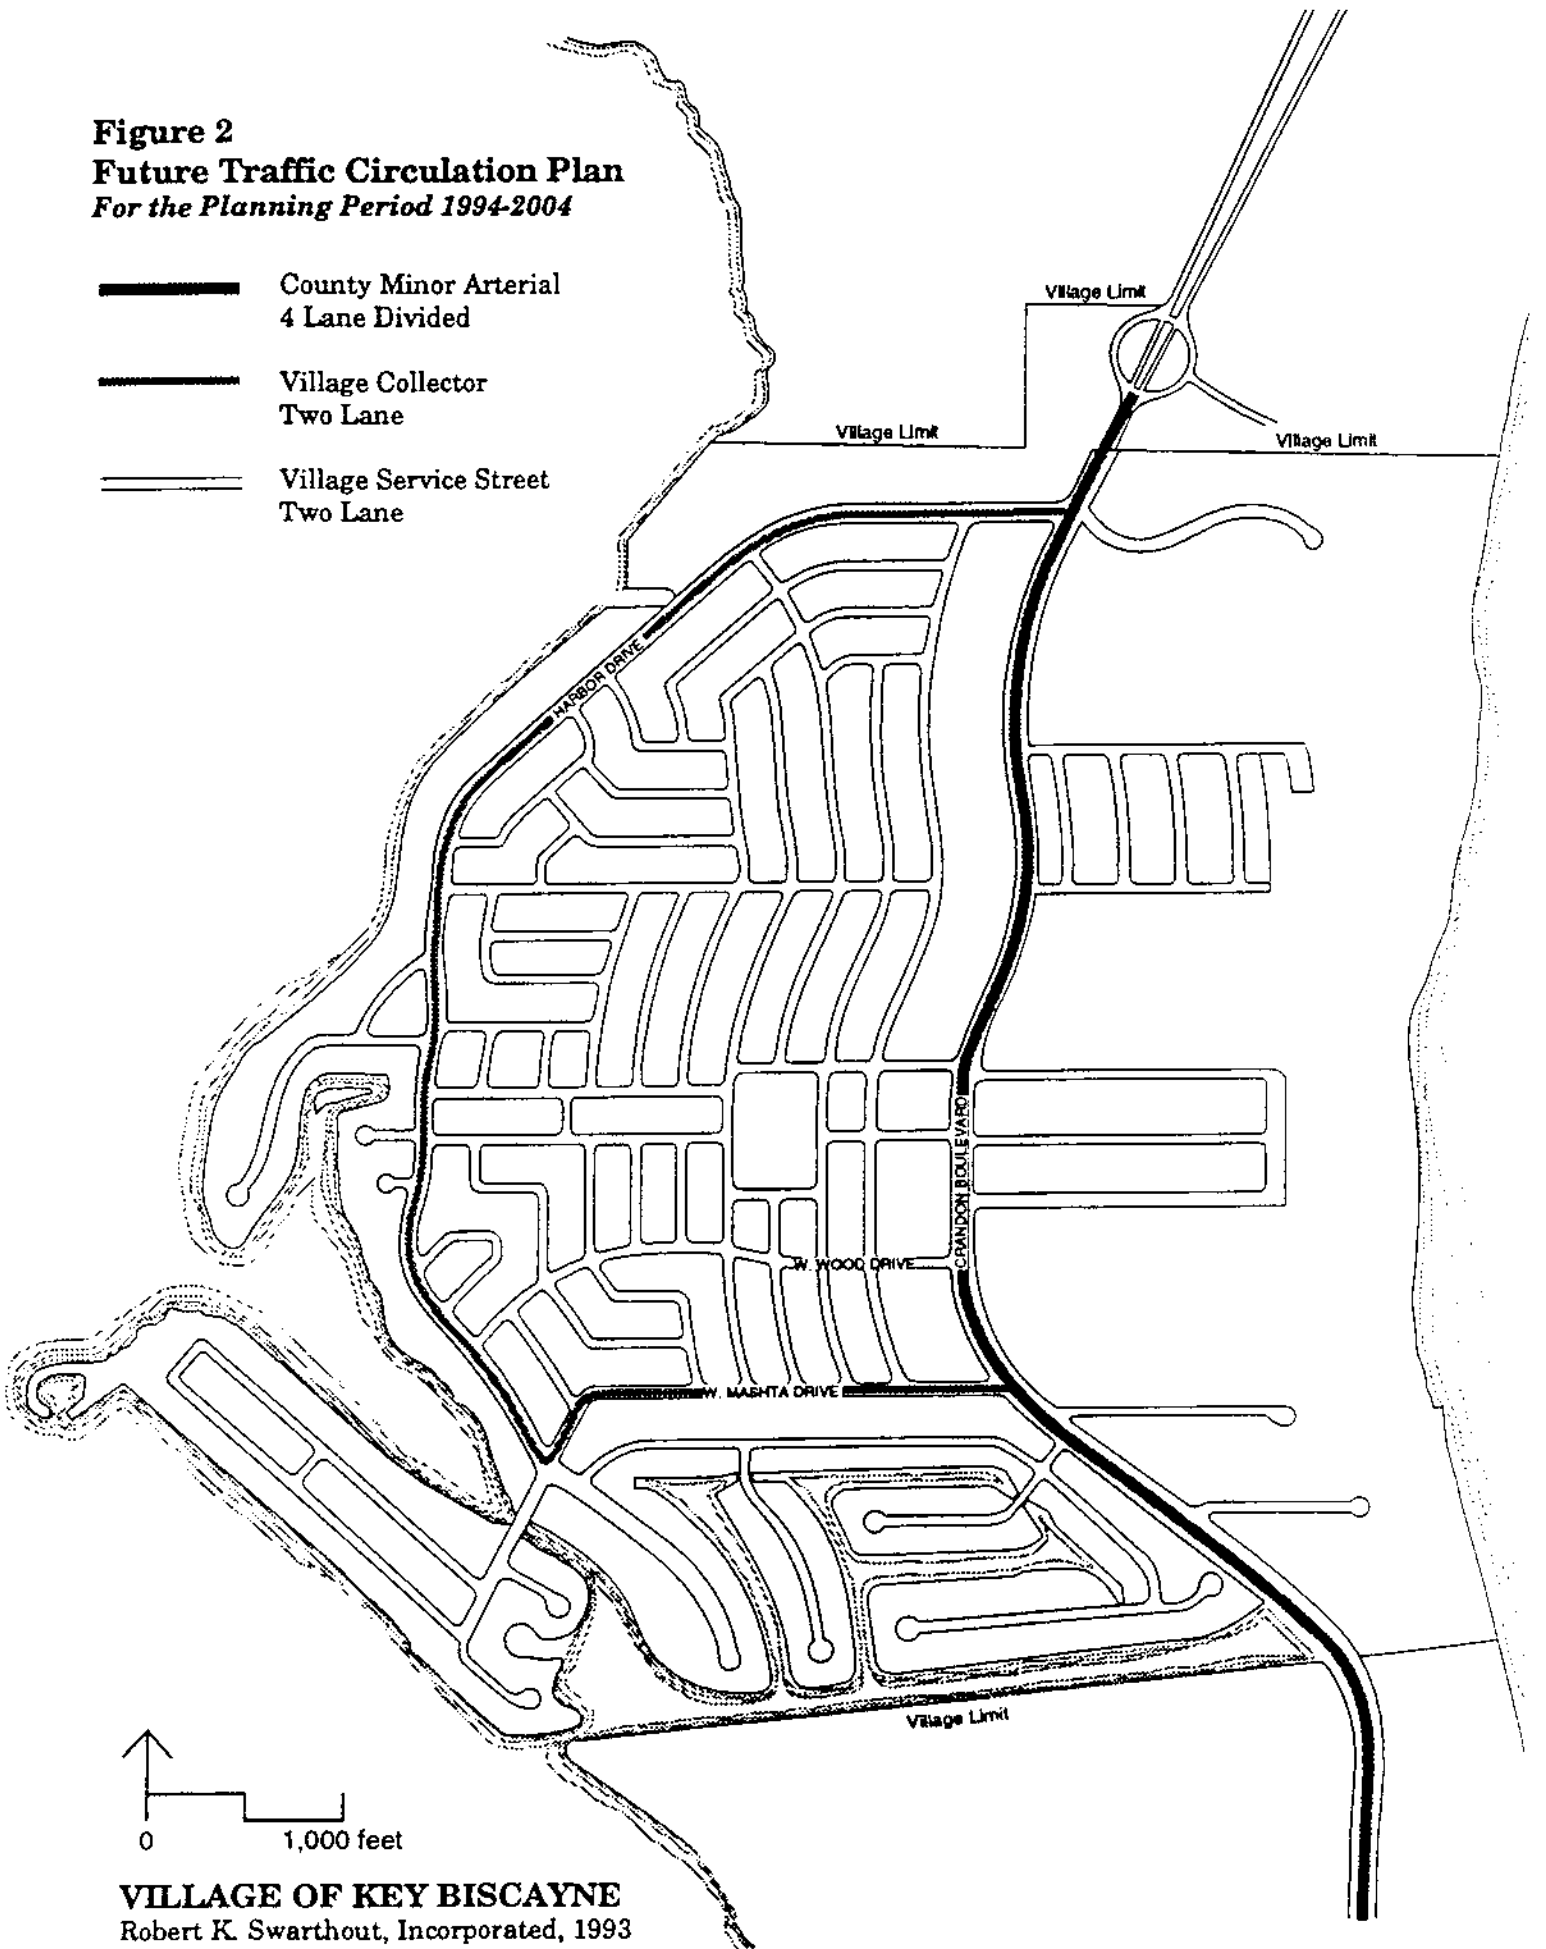 Figure 2
Future Traffic Circulation Plan
For the Planning Period 1994-2004
County Minor Arterial
4 Lane Divided
Village Collector
Two Lane
Village Service Street
Two Lane
Village Limit
Village Limit
Village Limit
HARBOR DRIVE
CRANDON BOULEVARD
W. WOOD DRIVE
W. MASHTA DRIVE
Village Limit
0 1,000 feet
VILLAGE OF KEY BISCAYNE
Robert K. Swarthout, Incorporated, 1993